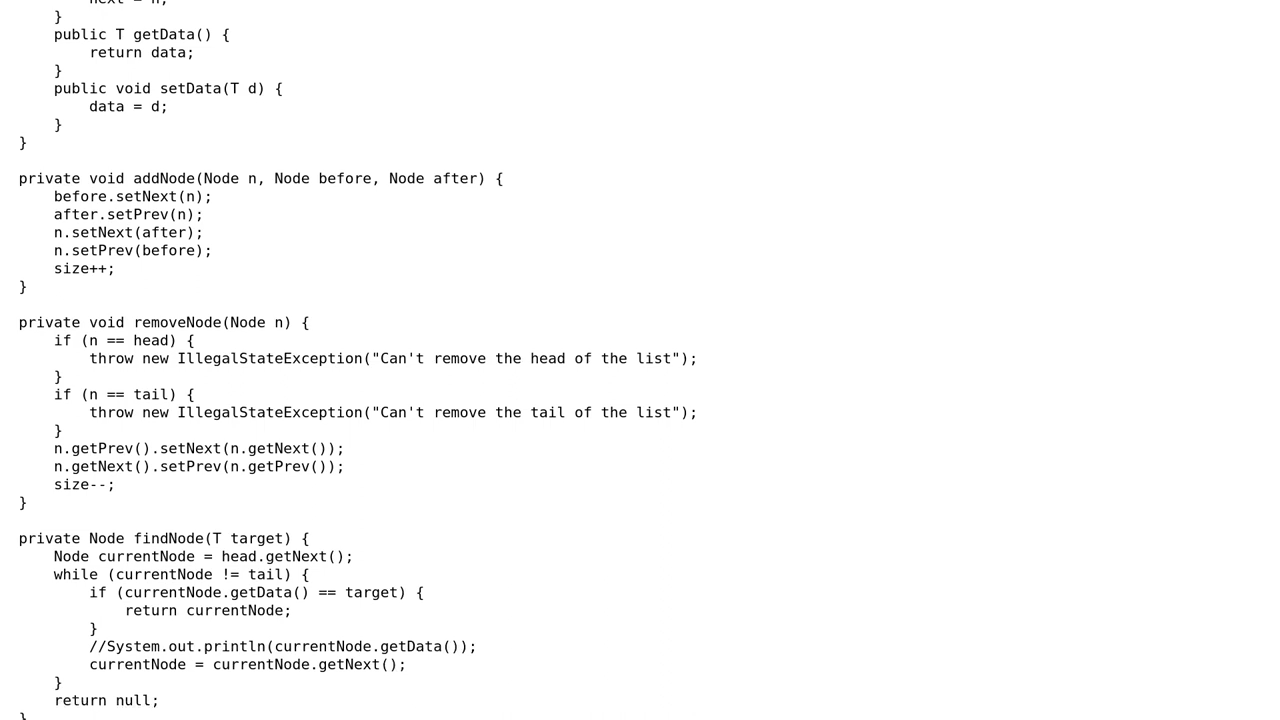 next = n;
    }
    public T getData() {
        return data;
    }
    public void setData(T d) {
        data = d;
    }
}

private void addNode(Node n, Node before, Node after) {
    before.setNext(n);
    after.setPrev(n);
    n.setNext(after);
    n.setPrev(before);
    size++;
}

private void removeNode(Node n) {
    if (n == head) {
        throw new IllegalStateException("Can't remove the head of the list");
    }
    if (n == tail) {
        throw new IllegalStateException("Can't remove the tail of the list");
    }
    n.getPrev().setNext(n.getNext());
    n.getNext().setPrev(n.getPrev());
    size--;
}

private Node findNode(T target) {
    Node currentNode = head.getNext();
    while (currentNode != tail) {
        if (currentNode.getData() == target) {
            return currentNode;
        }
        //System.out.println(currentNode.getData());
        currentNode = currentNode.getNext();
    }
    return null;
}